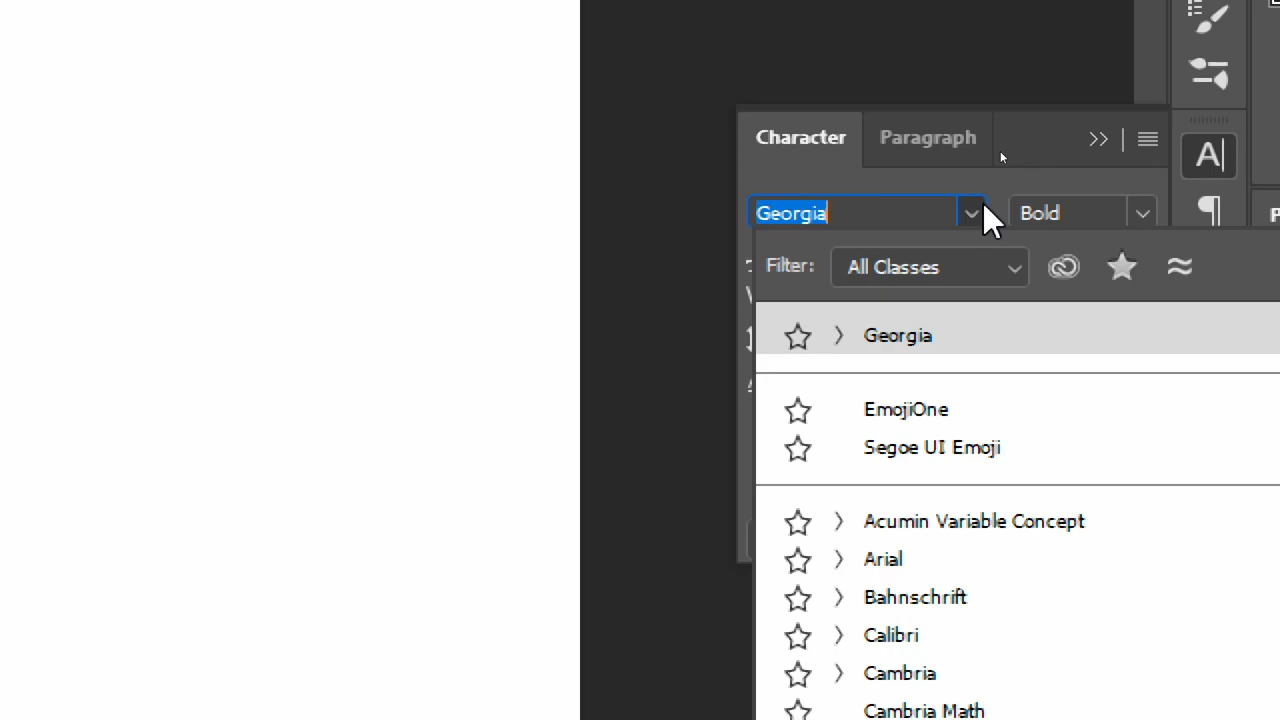 Character Paragraph
Georgia Bold
Filter: All Classes
Georgia
EmojiOne
Segoe UI Emoji
Acumin Variable Concept
Arial
Bahnschrift
Calibri
Cambria
Cambria Math